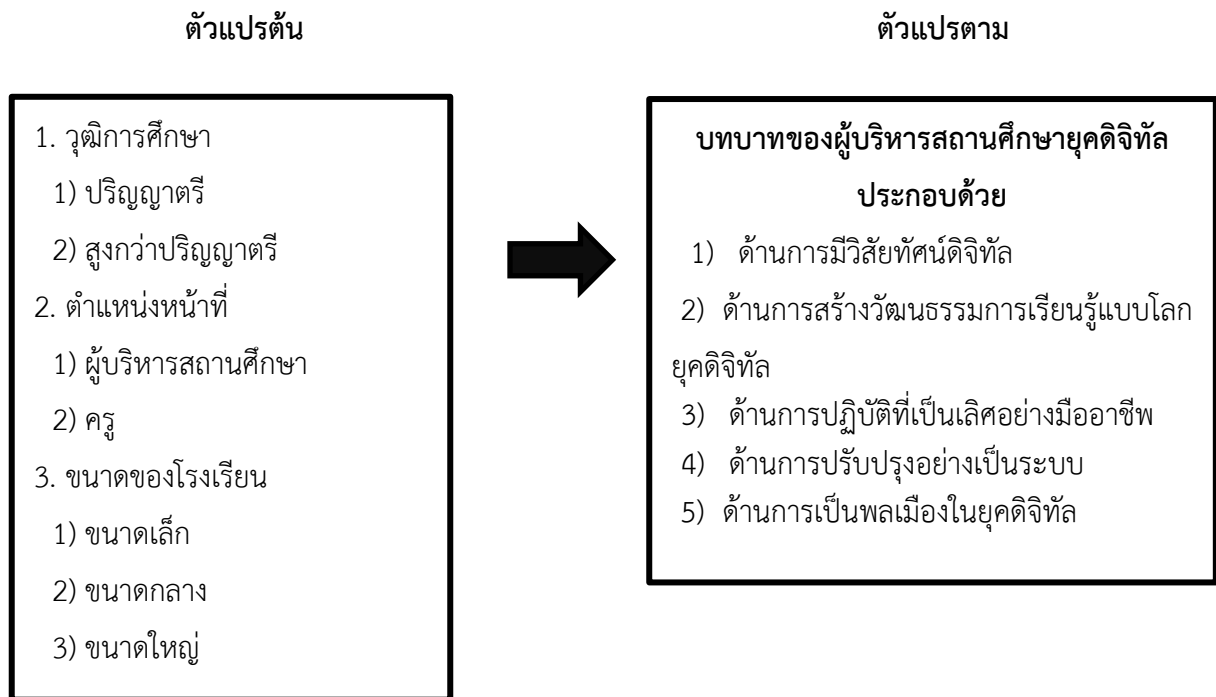 ตัวแปรต้น
ตัวแปรตาม
1. วุฒิการศึกษา
1) ปริญญาตรี
2) สูงกว่าปริญญาตรี
2. ตำแหน่งหน้าที่
1) ผู้บริหารสถานศึกษา
2) ครู
3. ขนาดของโรงเรียน
1) ขนาดเล็ก
2) ขนาดกลาง
3) ขนาดใหญ่
บทบาทของผู้บริหารสถานศึกษายุคดิจิทัล
ประกอบด้วย
1) ด้านการมีวิสัยทัศน์ดิจิทัล
2) ด้านการสร้างวัฒนธรรมการเรียนรู้แบบโลก
ยุคดิจิทัล
3) ด้านการปฏิบัติที่เป็นเลิศอย่างมืออาชีพ
4) ด้านการปรับปรุงอย่างเป็นระบบ
5) ด้านการเป็นพลเมืองในยุคดิจิทัล